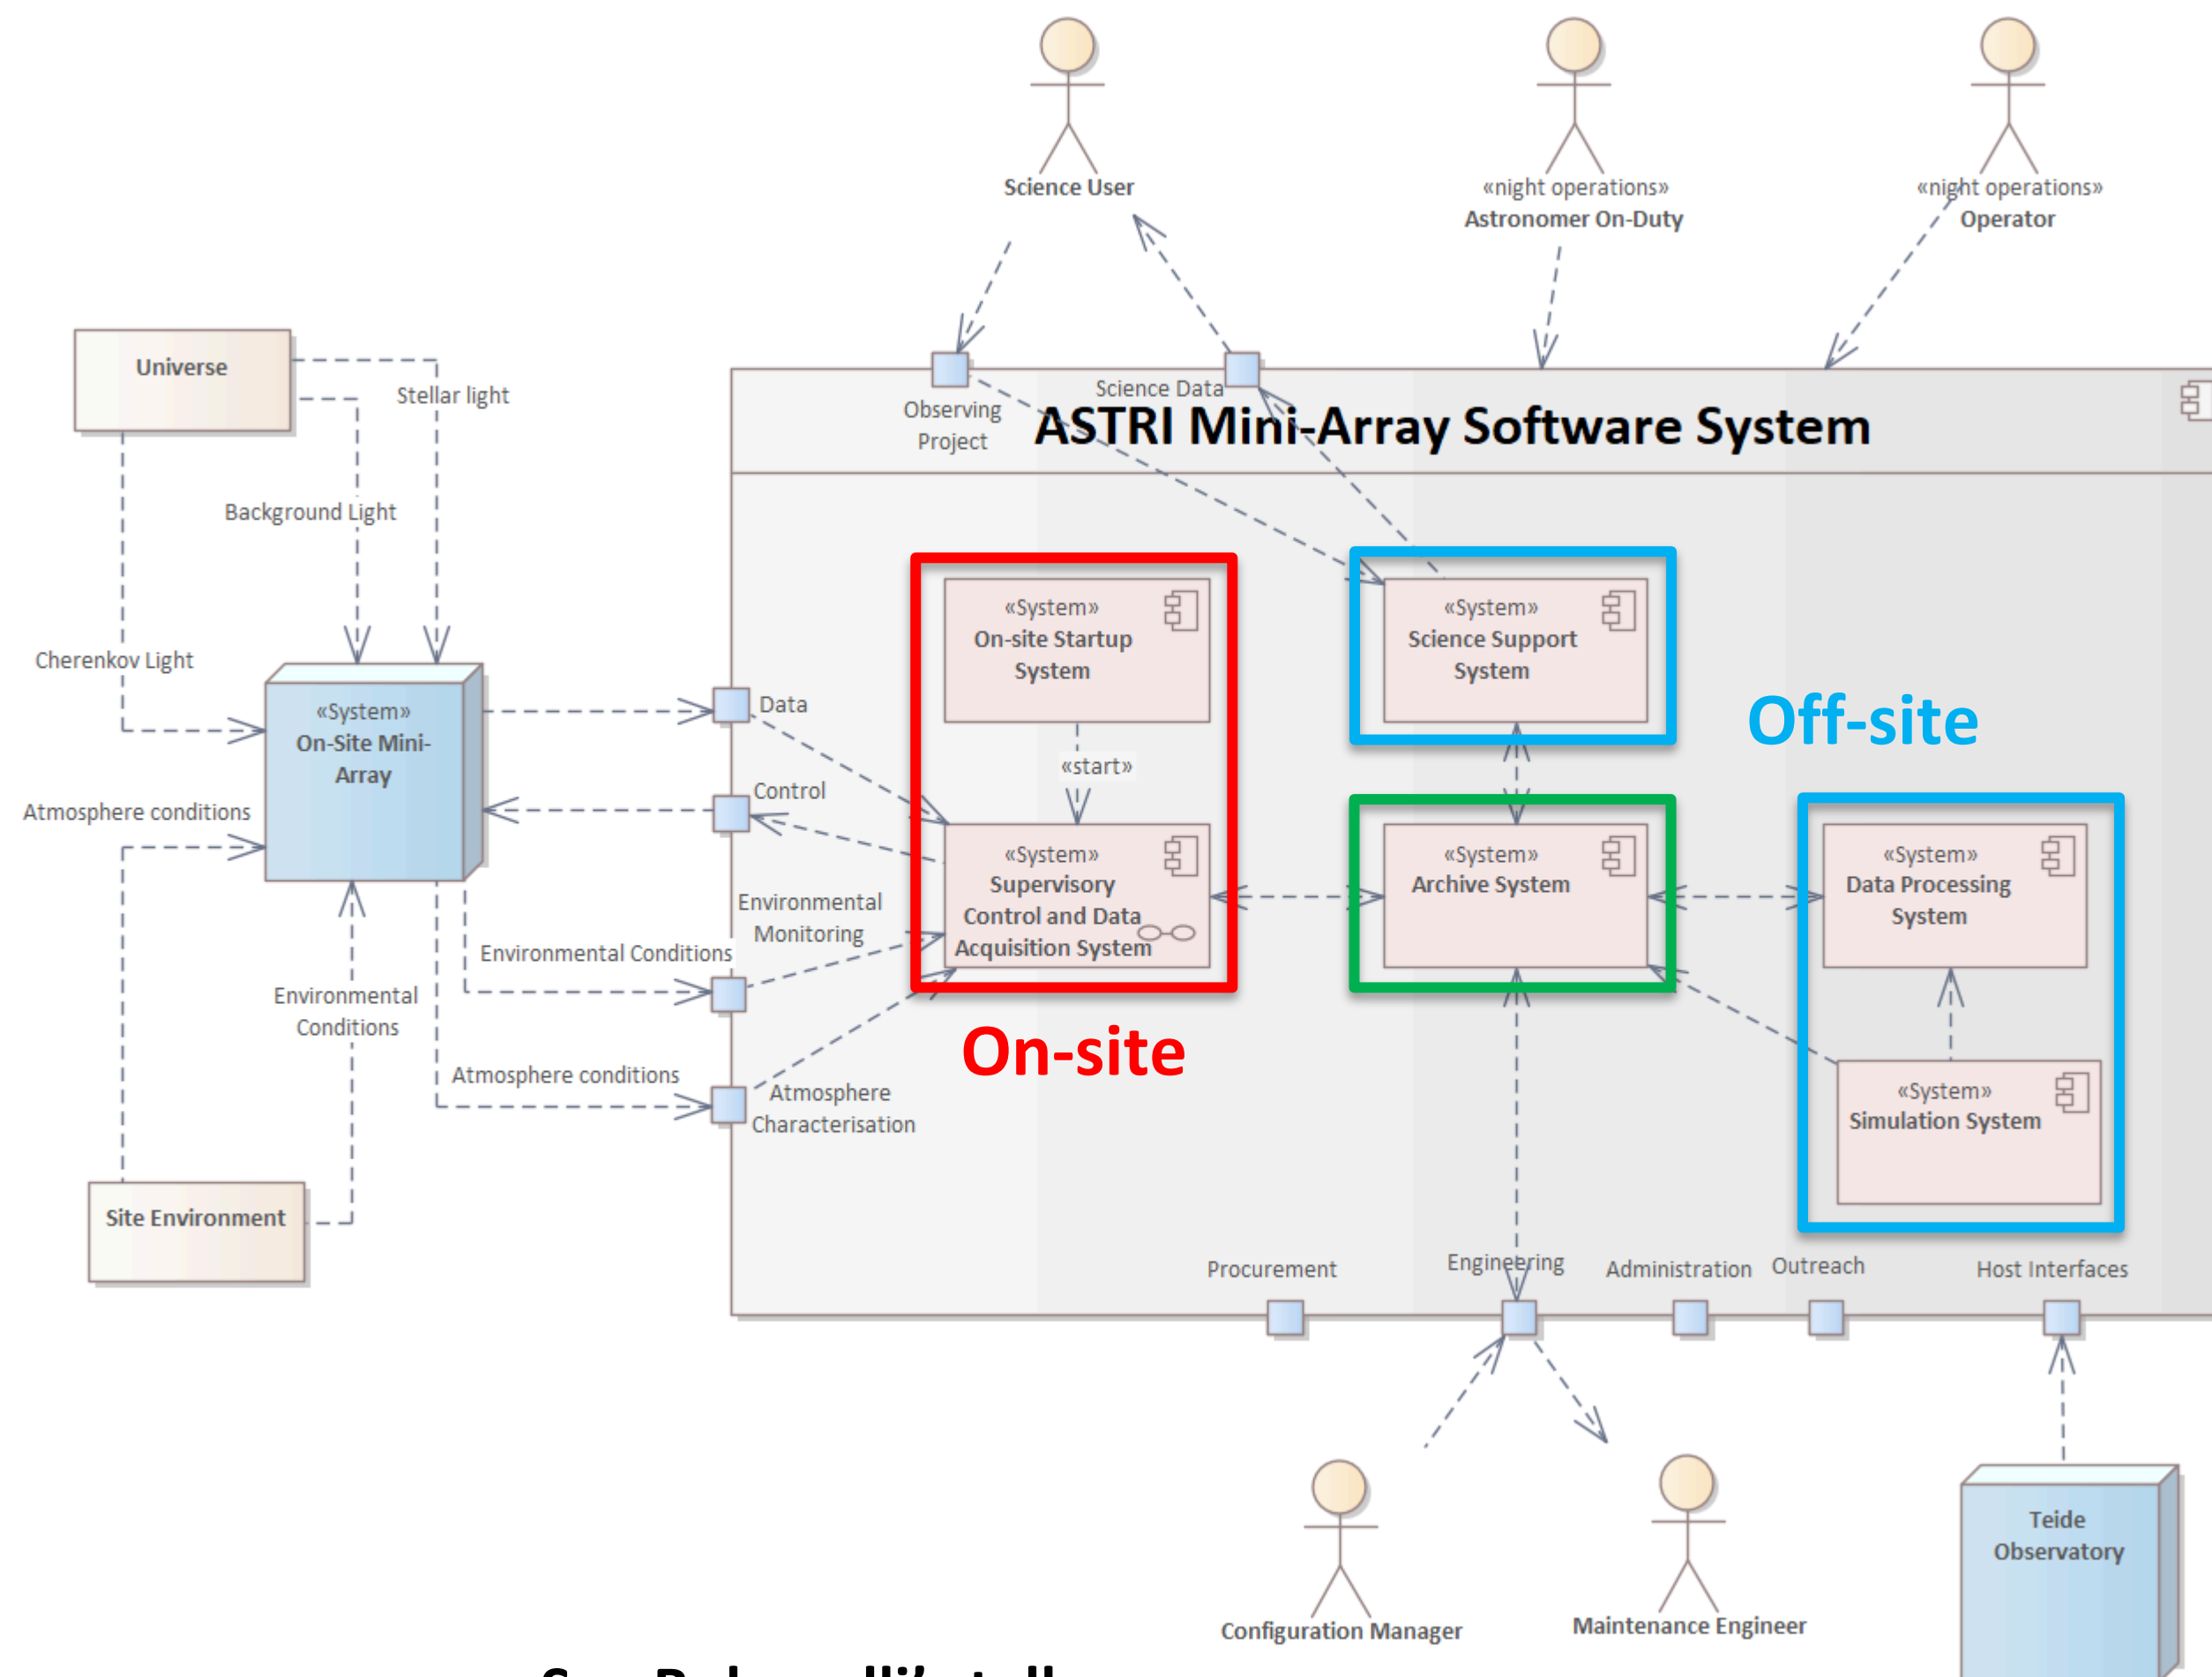 Science User
«night operations»
Astronomer On-Duty
«night operations»
Operator
Universe
Stellar light
Background Light
Cherenkov Light
«System»
On-Site Mini-
Array
Atmosphere conditions
Environmental
Conditions
Site Environment
Environmental Conditions
Atmosphere conditions
Observing
Project
Science Data
ASTRI Mini-Array Software System
Data
Control
Environmental
Monitoring
Atmosphere
Characterisation
«System»
On-site Startup
System
«start»
«System»
Supervisory
Control and Data
Acquisition System
On-site
«System»
Science Support
System
Off-site
«System»
Archive System
«System»
Data Processing
System
«System»
Simulation System
Procurement
Engineering
Administration
Outreach
Host Interfaces
Configuration Manager
Maintenance Engineer
Teide
Observatory